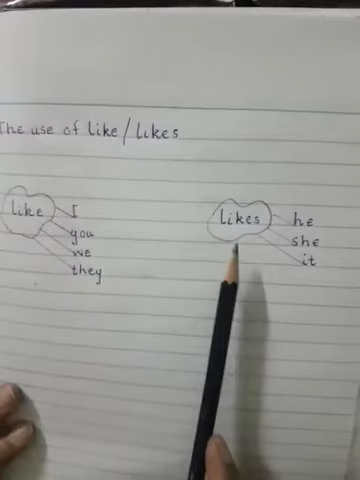 The use of like/likes
like
I
you
we
they
likes
he
she
it